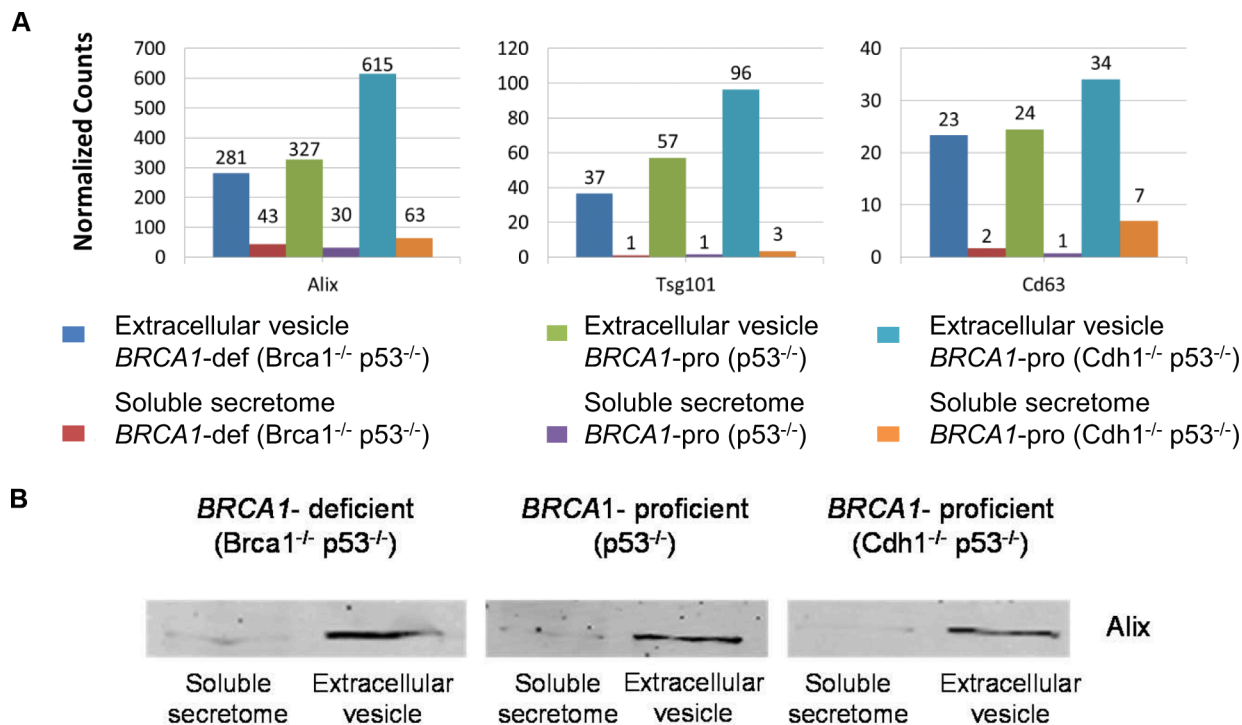 A
Normalized Counts
700
600
500
400
300
200
100
0
281
43
327
30
615
63
Alix
120
100
80
60
40
20
0
37
1
57
1
96
3
Tsg101
40
30
20
10
0
23
2
24
1
34
7
Cd63
Extracellular vesicle
BRCA1-def (Brca1-/- p53-/-)
Extracellular vesicle
BRCA1-pro (p53-/-)
Extracellular vesicle
BRCA1-pro (Cdh1-/- p53-/-)
Soluble secretome
BRCA1-def (Brca1-/- p53-/-)
Soluble secretome
BRCA1-pro (p53-/-)
Soluble secretome
BRCA1-pro (Cdh1-/- p53-/-)
B
BRCA1- deficient
(Brca1-/- p53-/-)
BRCA1- proficient
(p53-/-)
BRCA1- proficient
(Cdh1-/- p53-/-)
Alix
Soluble
secretome
Extracellular
vesicle
Soluble
secretome
Extracellular
vesicle
Soluble
secretome
Extracellular
vesicle